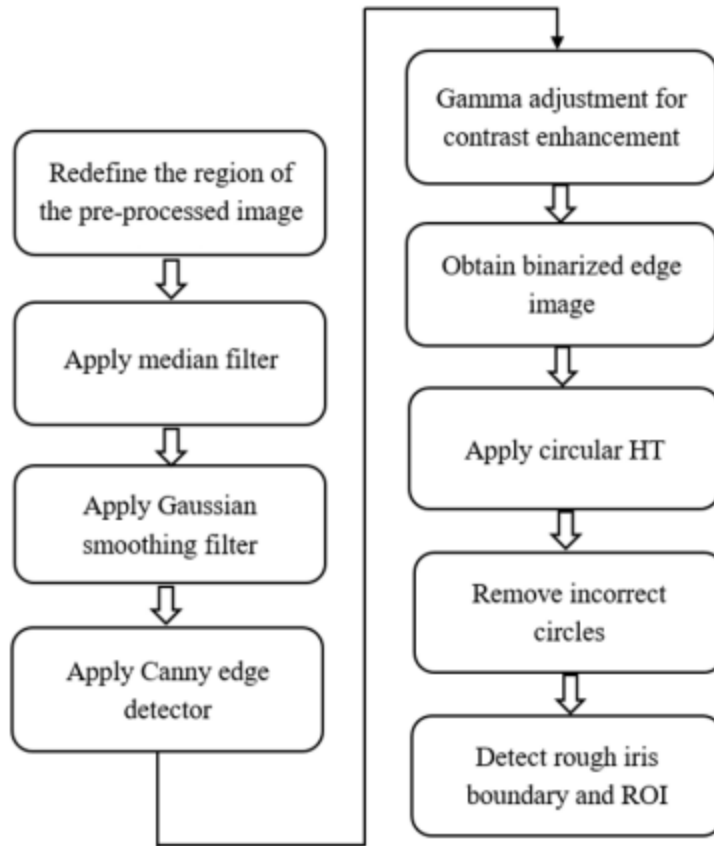 Redefine the region of
the pre-processed image
Apply median filter
Apply Gaussian
smoothing filter
Apply Canny edge
detector
Gamma adjustment for
contrast enhancement
Obtain binarized edge
image
Apply circular HT
Remove incorrect
circles
Detect rough iris
boundary and ROI